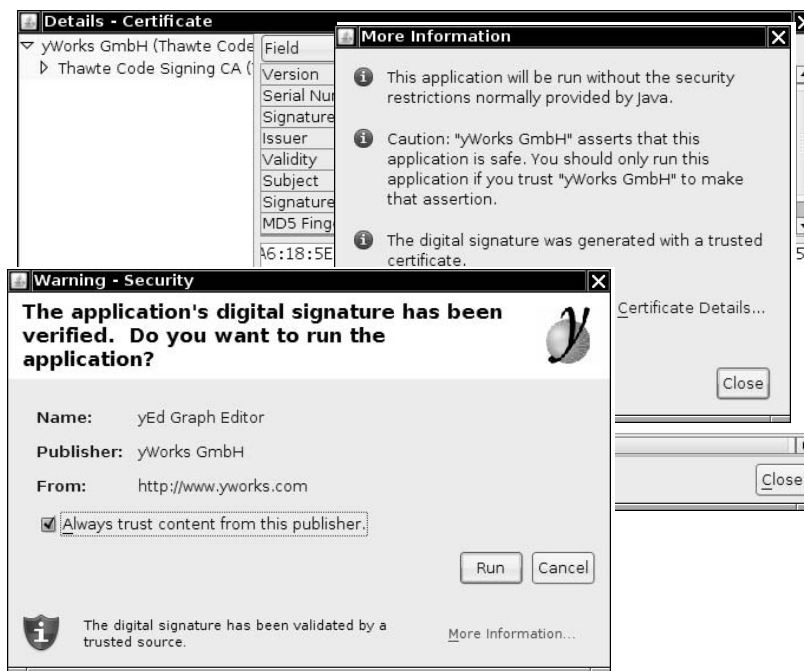 Details - Certificate
yWorks GmbH (Thawte Code
Thawte Code Signing CA (
Field
Version
Serial Nu
Signature
Issuer
Validity
Subject
Signature
MD5 Fing
A6:18:5E
More Information
This application will be run without the security
restrictions normally provided by Java.
Caution: "yWorks GmbH" asserts that this
application is safe. You should only run this
application if you trust "yWorks GmbH" to make
that assertion.
The digital signature was generated with a trusted
certificate.
Certificate Details...
Close
Close
Warning - Security
The application's digital signature has been
verified. Do you want to run the
application?
Name: yEd Graph Editor
Publisher: yWorks GmbH
From: http://www.yworks.com
Always trust content from this publisher.
Run Cancel
The digital signature has been validated by a
trusted source.
More Information...